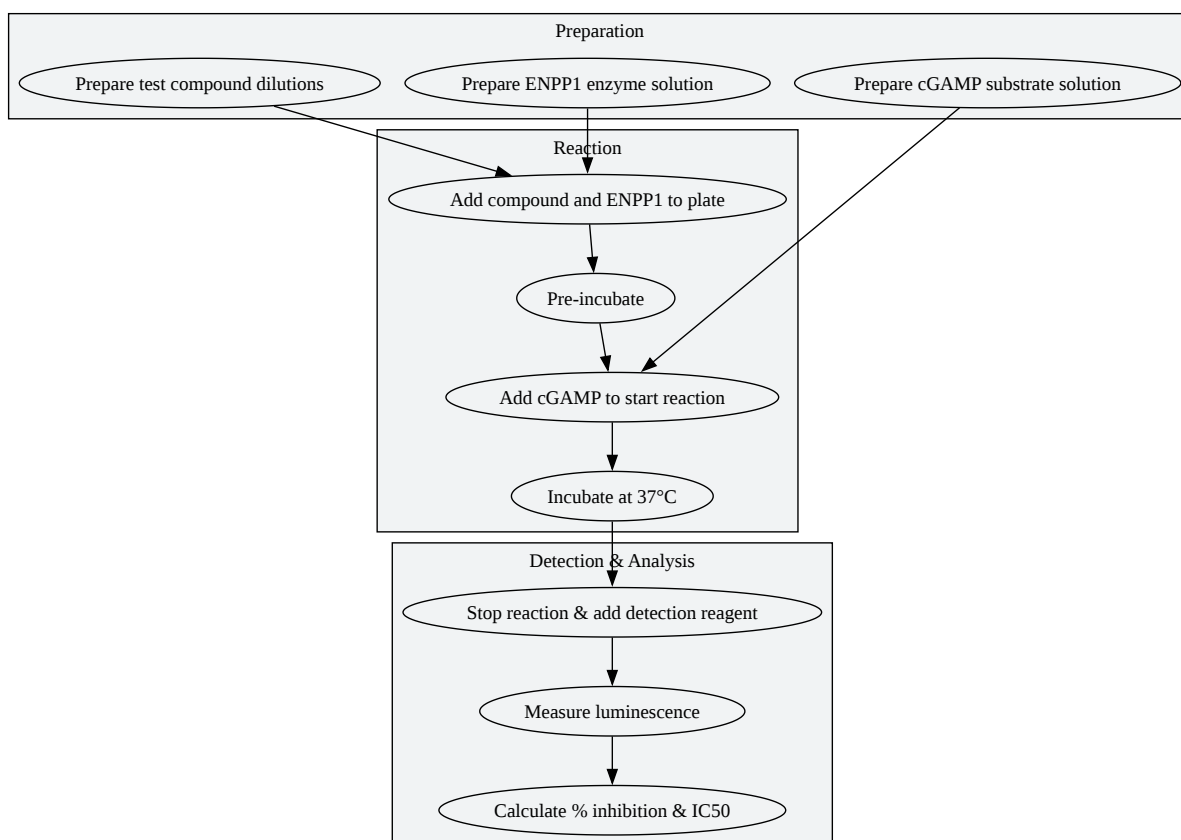 Preparation
Prepare test compound dilutions
Prepare ENPP1 enzyme solution
Prepare cGAMP substrate solution
Reaction
Add compound and ENPP1 to plate
Pre-incubate
Add cGAMP to start reaction
Incubate at 37°C
Detection & Analysis
Stop reaction & add detection reagent
Measure luminescence
Calculate % inhibition & IC50